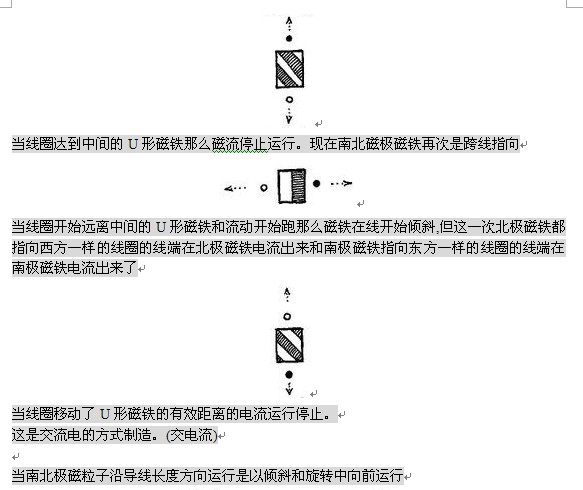 当线圈达到中间的 U 形磁铁那么磁流停止运行。现在南北磁极磁铁再次是跨线指向
当线圈开始远离中间的 U 形磁铁和流动开始跑那么磁铁在线开始倾斜,但这一次北极磁铁都
指向西方一样的线圈的线端在北极磁铁电流出来和南极磁铁指向东方一样的线圈的线端在
南极磁铁电流出来了
当线圈移动了 U 形磁铁的有效距离的电流运行停止。
这是交流电的方式制造。(交电流)
当南北极磁粒子沿导线长度方向运行是以倾斜和旋转中向前运行